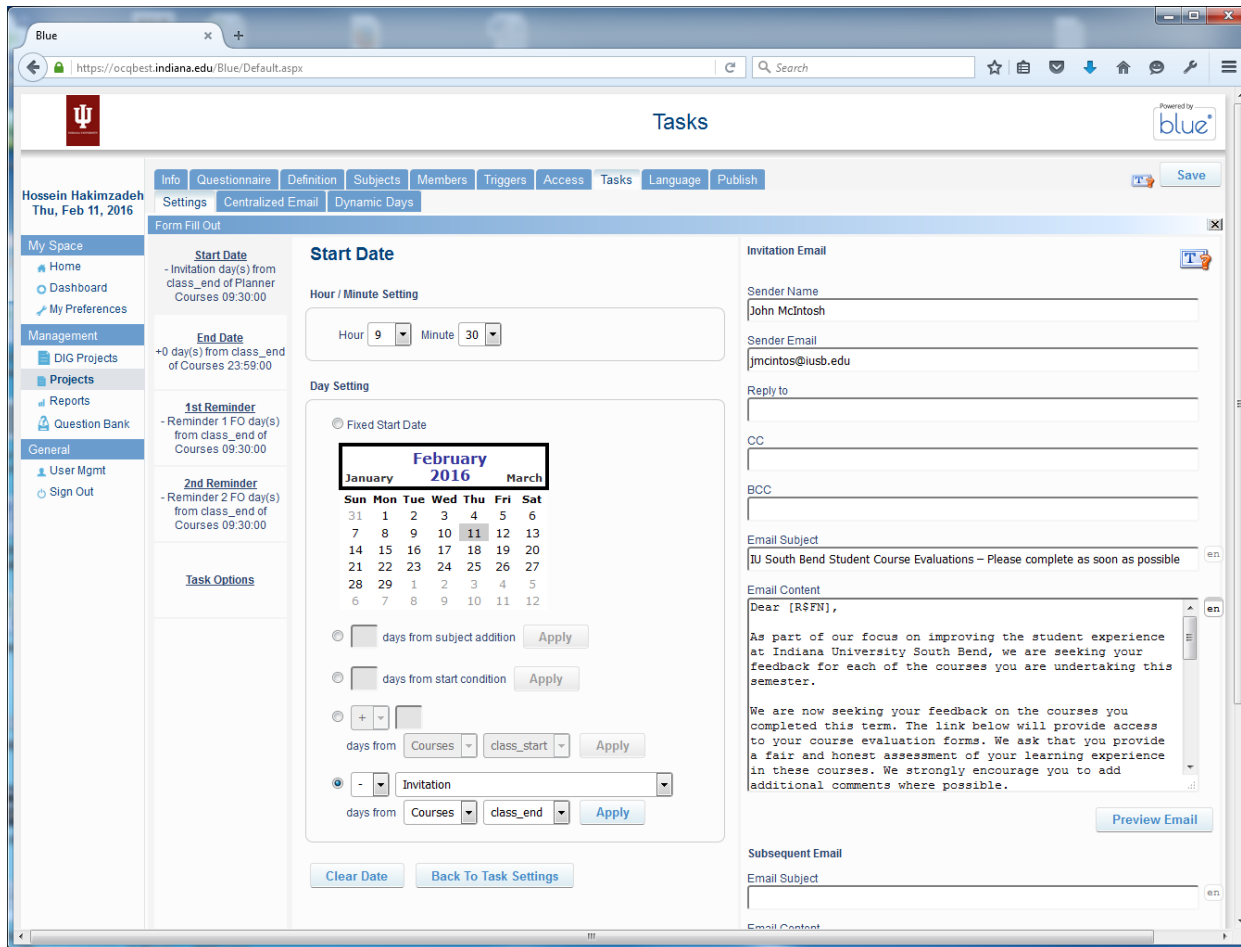 Blue
https://ocqbest.indiana.edu/Blue/Default.aspx
Search
Tasks
Powered by
blue
Hossein Hakimzadeh
Thu, Feb 11, 2016
Info Questionnaire Definition Subjects Members Triggers Access Tasks Language Publish
Save
Settings Centralized Email Dynamic Days
Form Fill Out
My Space
Home
Dashboard
My Preferences
Management
DIG Projects
Projects
Reports
Question Bank
General
User Mgmt
Sign Out
Start Date
- Invitation day(s) from
class_end of Planner
Courses 09:30:00
End Date
+0 day(s) from class_end
of Courses 23:59:00
1st Reminder
- Reminder 1 FO day(s)
from class_end of
Courses 09:30:00
2nd Reminder
- Reminder 2 FO day(s)
from class_end of
Courses 09:30:00
Task Options
Start Date
Hour / Minute Setting
Hour 9 Minute 30
Day Setting
Fixed Start Date
February
January 2016 March
Sun Mon Tue Wed Thu Fri Sat
31 1 2 3 4 5 6
7 8 9 10 11 12 13
14 15 16 17 18 19 20
21 22 23 24 25 26 27
28 29 1 2 3 4 5
6 7 8 9 10 11 12
days from subject addition Apply
days from start condition Apply
+
days from Courses class_start Apply
- Invitation
days from Courses class_end Apply
Clear Date Back To Task Settings
Invitation Email
Sender Name
John McIntosh
Sender Email
jmcintos@iusb.edu
Reply to
CC
BCC
Email Subject
IU South Bend Student Course Evaluations – Please complete as soon as possible
en
Email Content
en
Dear [R$FN],
As part of our focus on improving the student experience
at Indiana University South Bend, we are seeking your
feedback for each of the courses you are undertaking this
semester.
We are now seeking your feedback on the courses you
completed this term. The link below will provide access
to your course evaluation forms. We ask that you provide
a fair and honest assessment of your learning experience
in these courses. We strongly encourage you to add
additional comments where possible.
Preview Email
Subsequent Email
Email Subject
en
Email Content